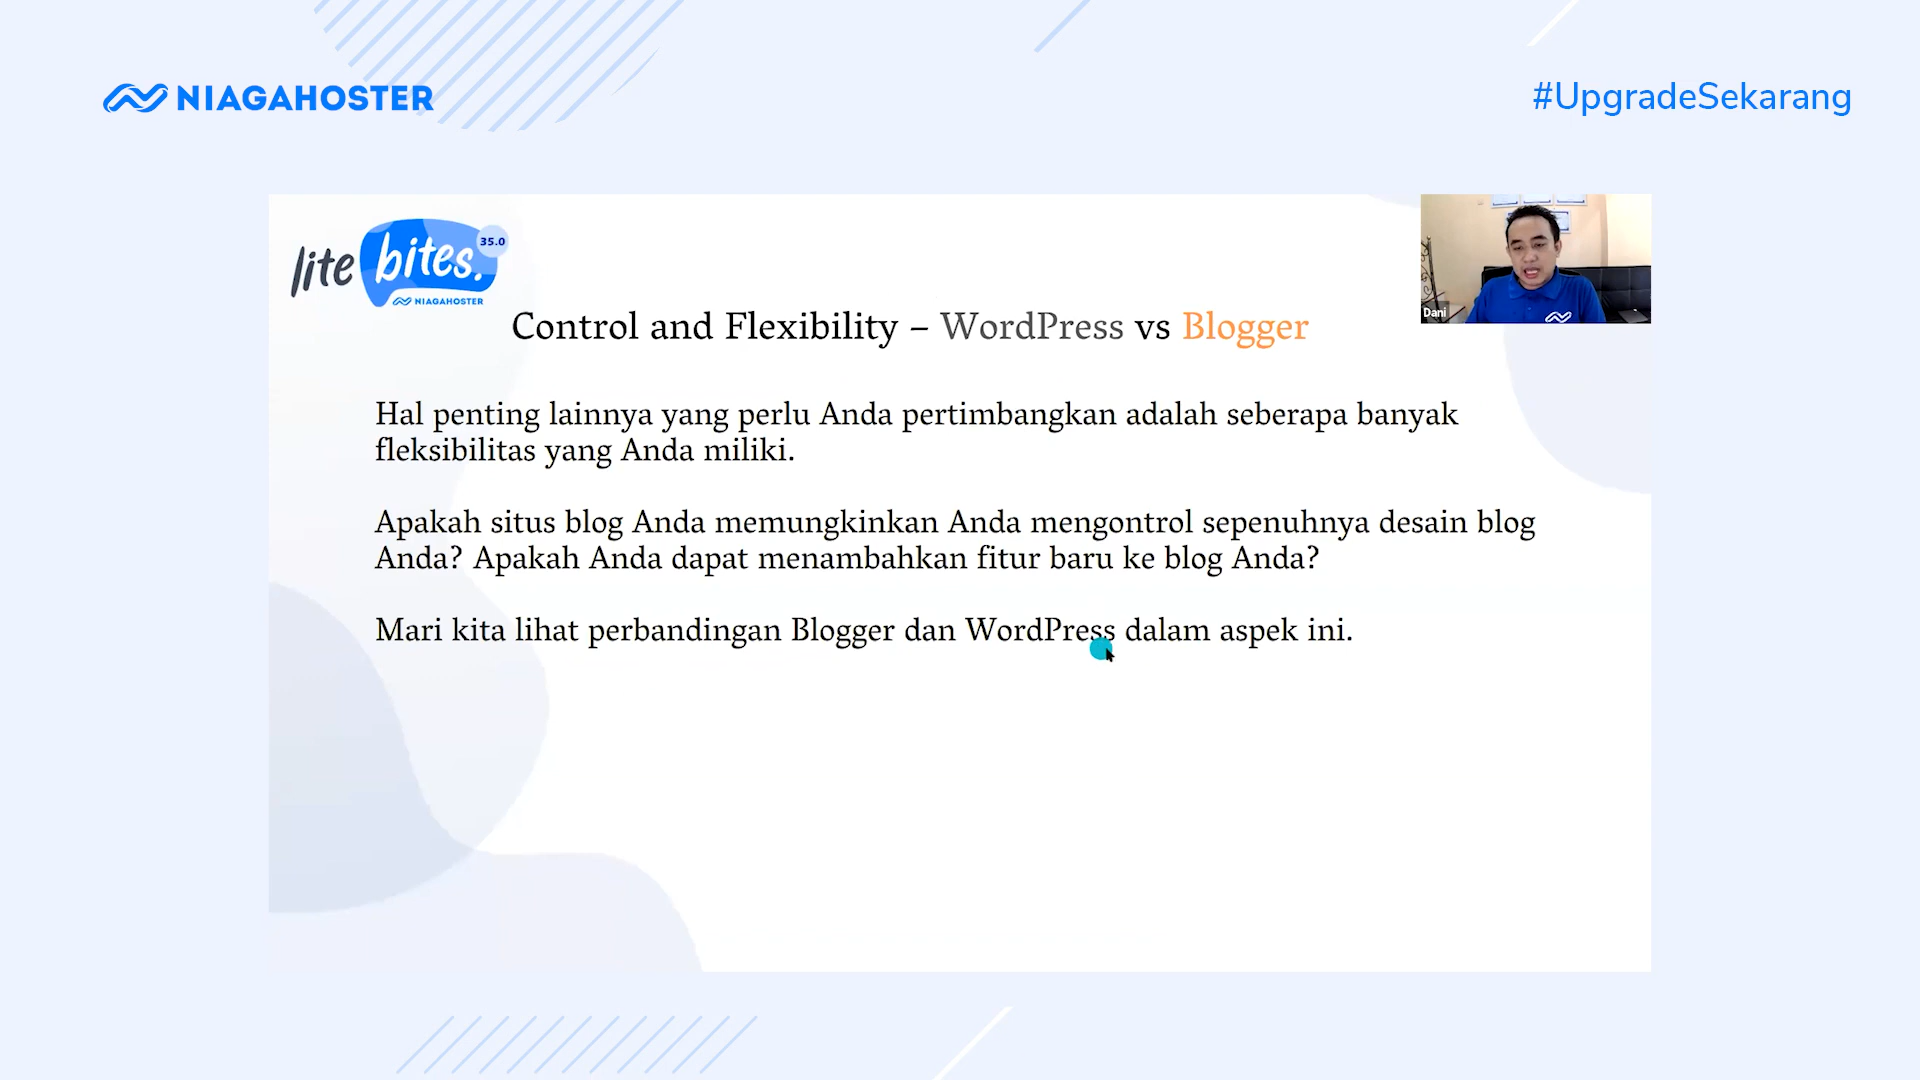 NIAGAHOSTER
#UpgradeSekarang
lite bites. 35.0
NIAGAHOSTER
Dani
Control and Flexibility – WordPress vs Blogger
Hal penting lainnya yang perlu Anda pertimbangkan adalah seberapa banyak
fleksibilitas yang Anda miliki.
Apakah situs blog Anda memungkinkan Anda mengontrol sepenuhnya desain blog
Anda? Apakah Anda dapat menambahkan fitur baru ke blog Anda?
Mari kita lihat perbandingan Blogger dan WordPress dalam aspek ini.